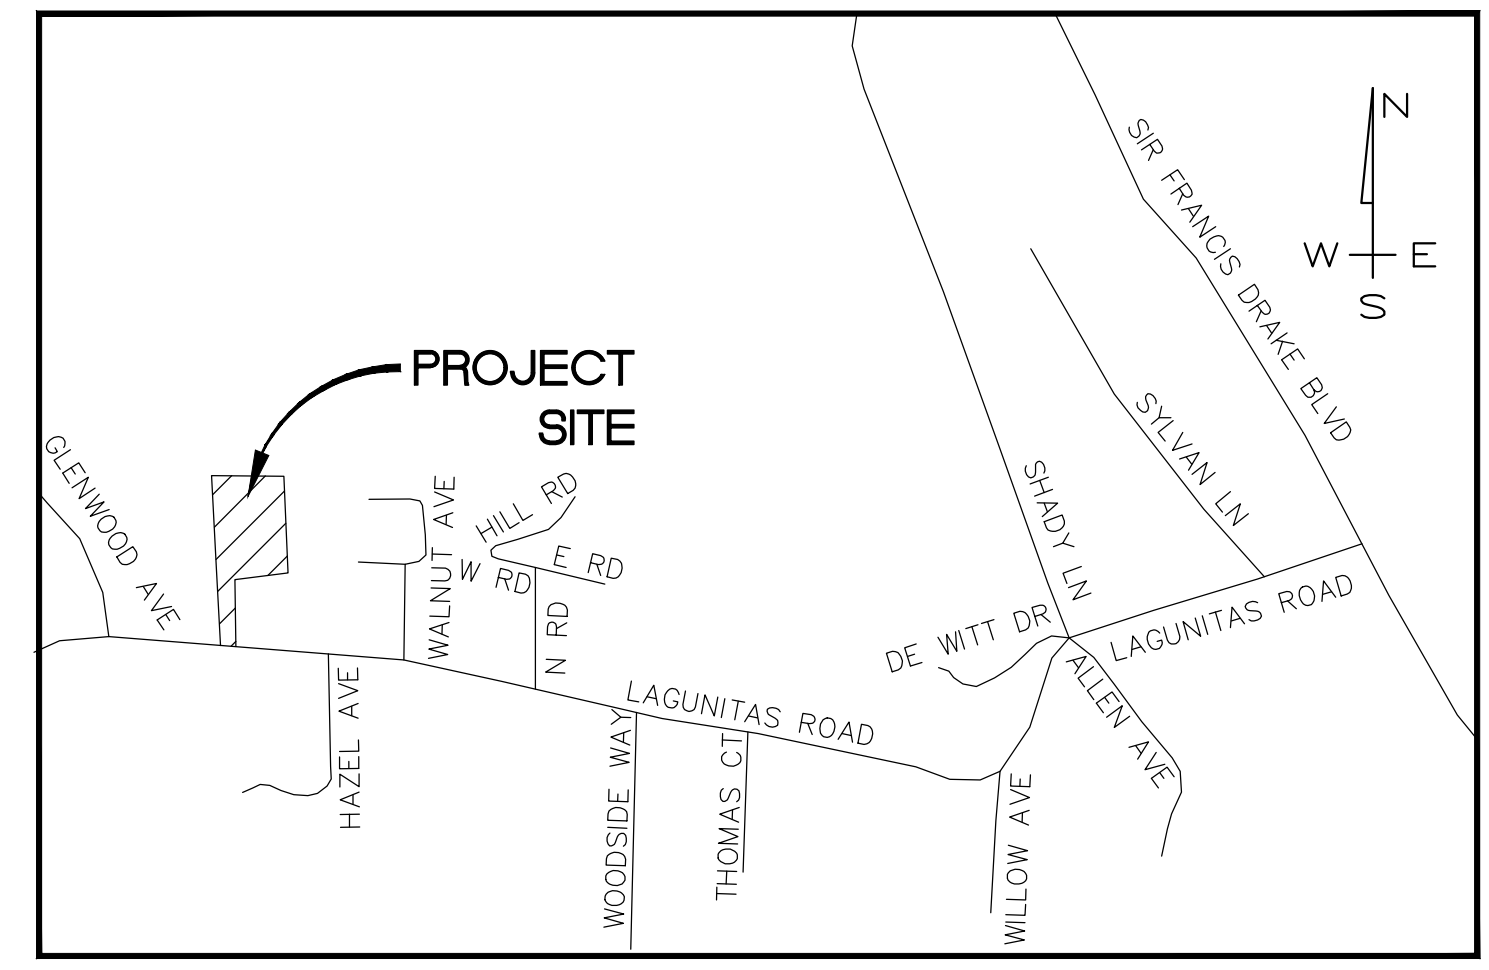 N
SIR FRANCIS DRAKE BLVD
W E
S
PROJECT
SITE
SYLVAN LN
GLENWOOD AVE
SHADY LN
WALNUT AVE
HILL RD
W RD
E RD
N RD
DE WITT DR
LAGUNITAS ROAD
ALLEN AVE
HAZEL AVE
LAGUNITAS ROAD
WOODSIDE WAY
THOMAS CT
WILLOW AVE